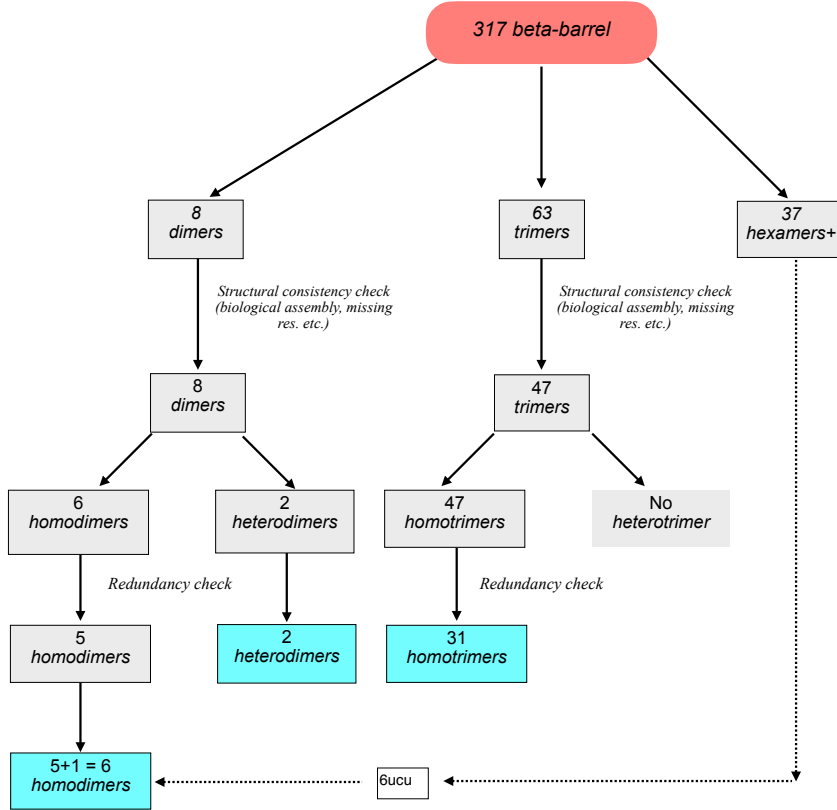 317 beta-barrel
8
dimers
63
trimers
37
hexamers+
Structural consistency check
(biological assembly, missing
res. etc.)
Structural consistency check
(biological assembly, missing
res. etc.)
8
dimers
47
trimers
6
homodimers
2
heterodimers
47
homotrimers
No
heterotrimer
Redundancy check
Redundancy check
5
homodimers
2
heterodimers
31
homotrimers
5+1 = 6
homodimers
6ucu